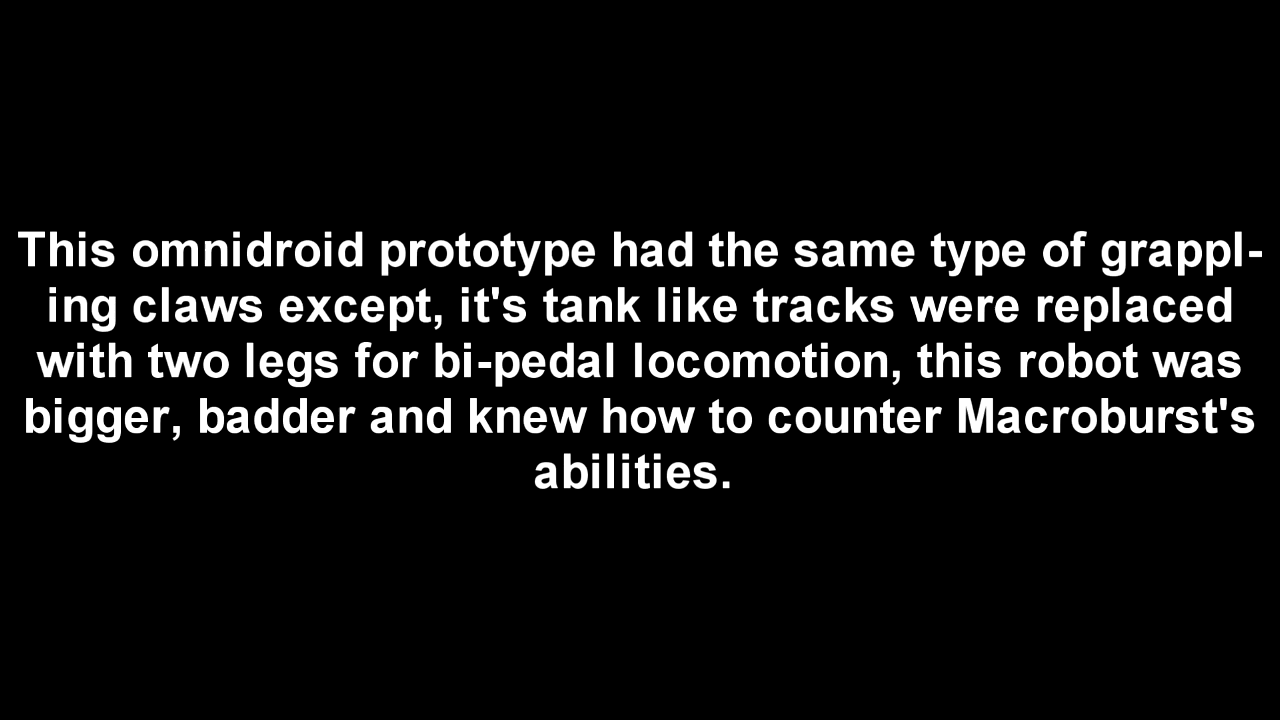 This omnidroid prototype had the same type of grappl-
ing claws except, it's tank like tracks were replaced
with two legs for bi-pedal locomotion, this robot was
bigger, badder and knew how to counter Macroburst's
abilities.